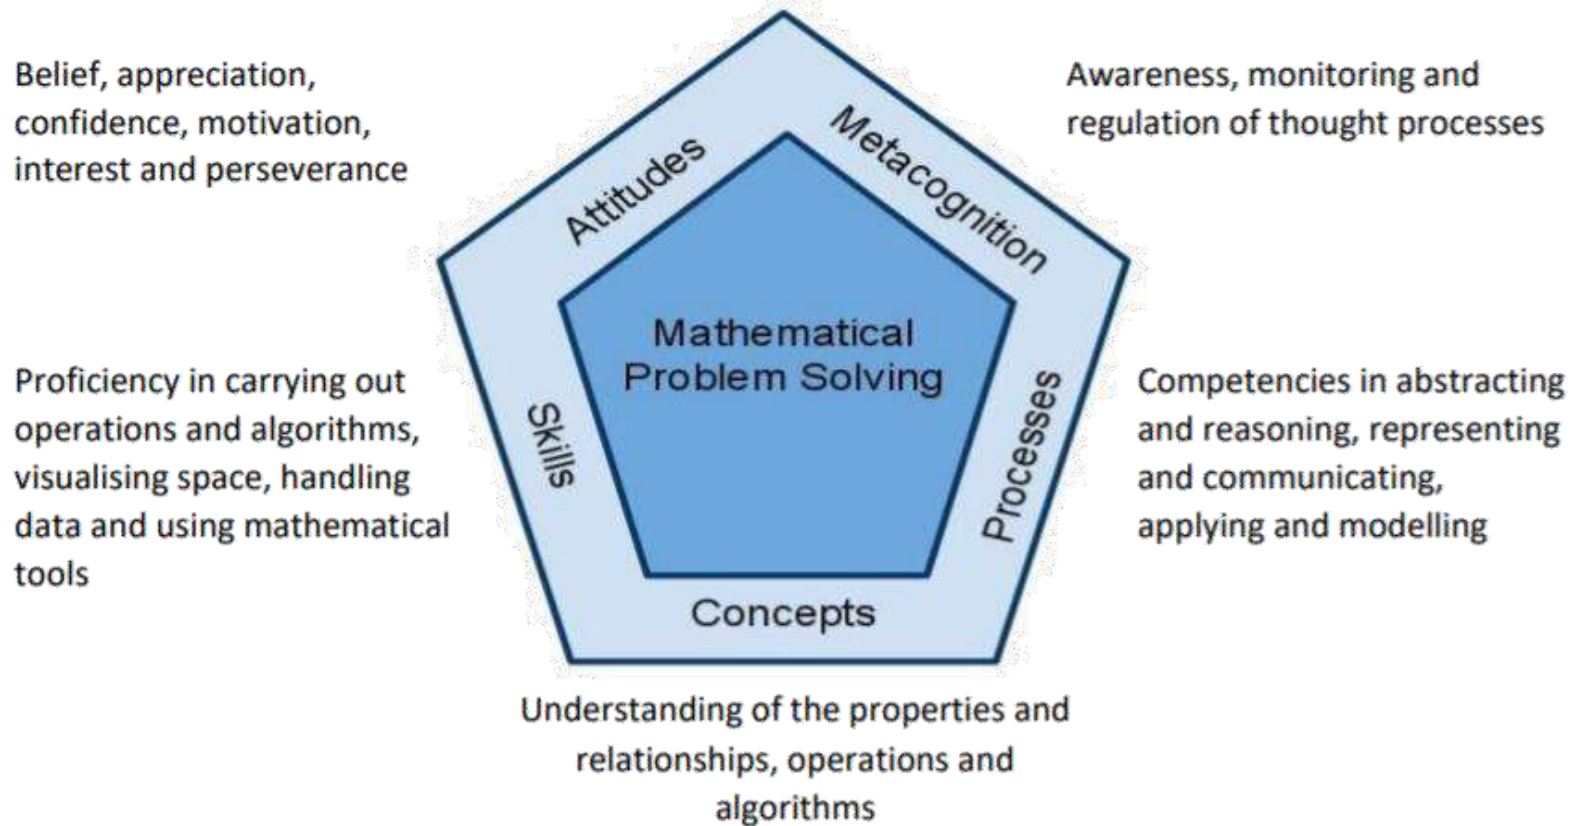 Belief, appreciation,
confidence, motivation,
interest and perseverance
Awareness, monitoring and
regulation of thought processes
Attitudes
Metacognition
Mathematical
Problem Solving
Proficiency in carrying out
operations and algorithms,
visualising space, handling
data and using mathematical
tools
Skills
Processes
Competencies in abstracting
and reasoning, representing
and communicating,
applying and modelling
Concepts
Understanding of the properties and
relationships, operations and
algorithms